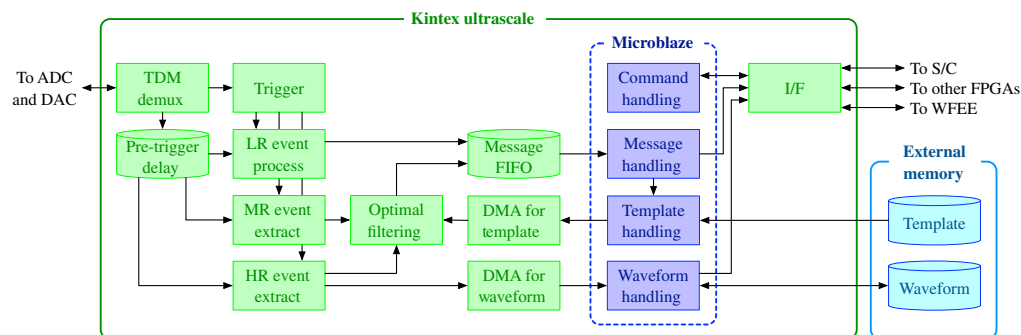 Kintex ultrascale
Microblaze
To ADC
and DAC
TDM
demux
Trigger
Command
handling
I/F
To S/C
To other FPGAs
To WFEE
Pre-trigger
delay
LR event
process
Message
FIFO
Message
handling
External
memory
MR event
extract
Optimal
filtering
DMA for
template
Template
handling
Template
HR event
extract
DMA for
waveform
Waveform
handling
Waveform